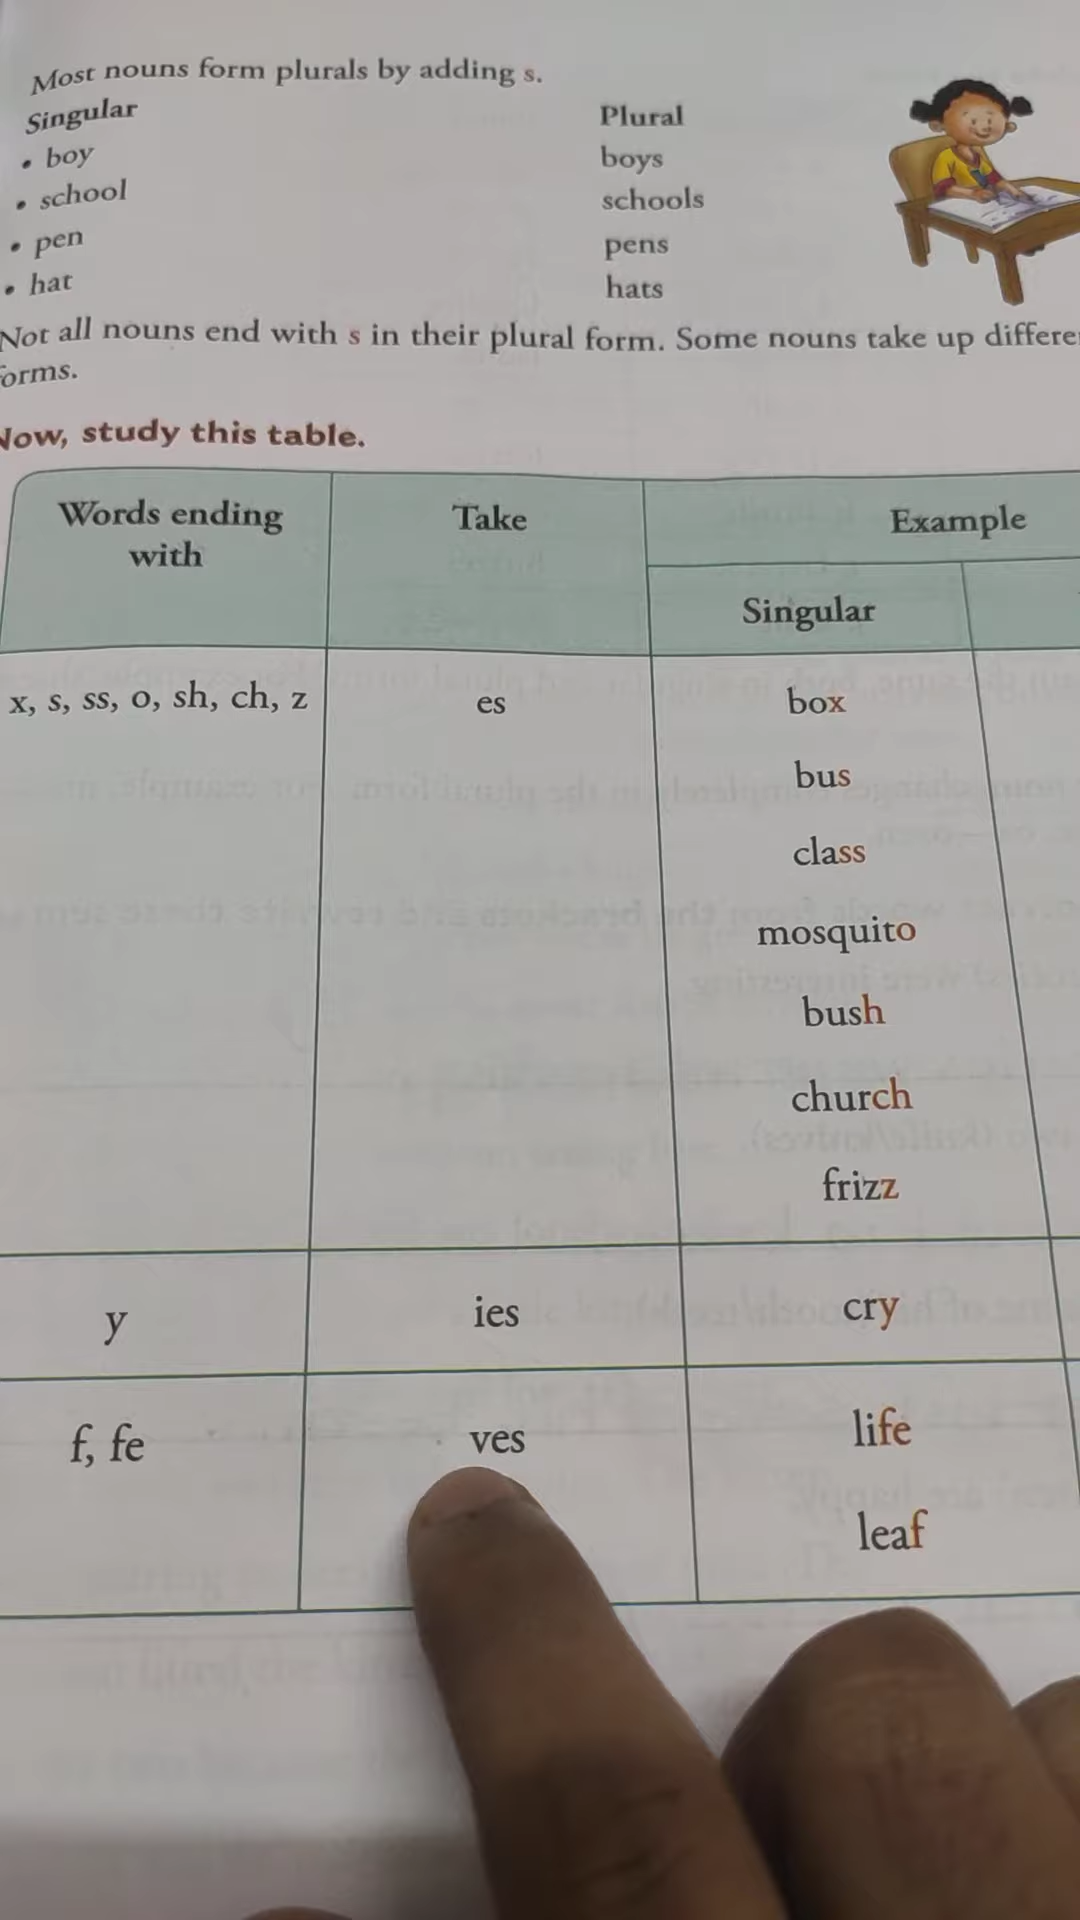 Most nouns form plurals by adding s.
Singular Plural
• boy boys
• school schools
• pen pens
• hat hats
Not all nouns end with s in their plural form. Some nouns take up
orms.
Now, study this table.
Words ending with Take Example
Singular
x, s, ss, o, sh, ch, z es box
bus
class
mosquito
bush
church
frizz
y ies cry
f, fe ves life
leaf